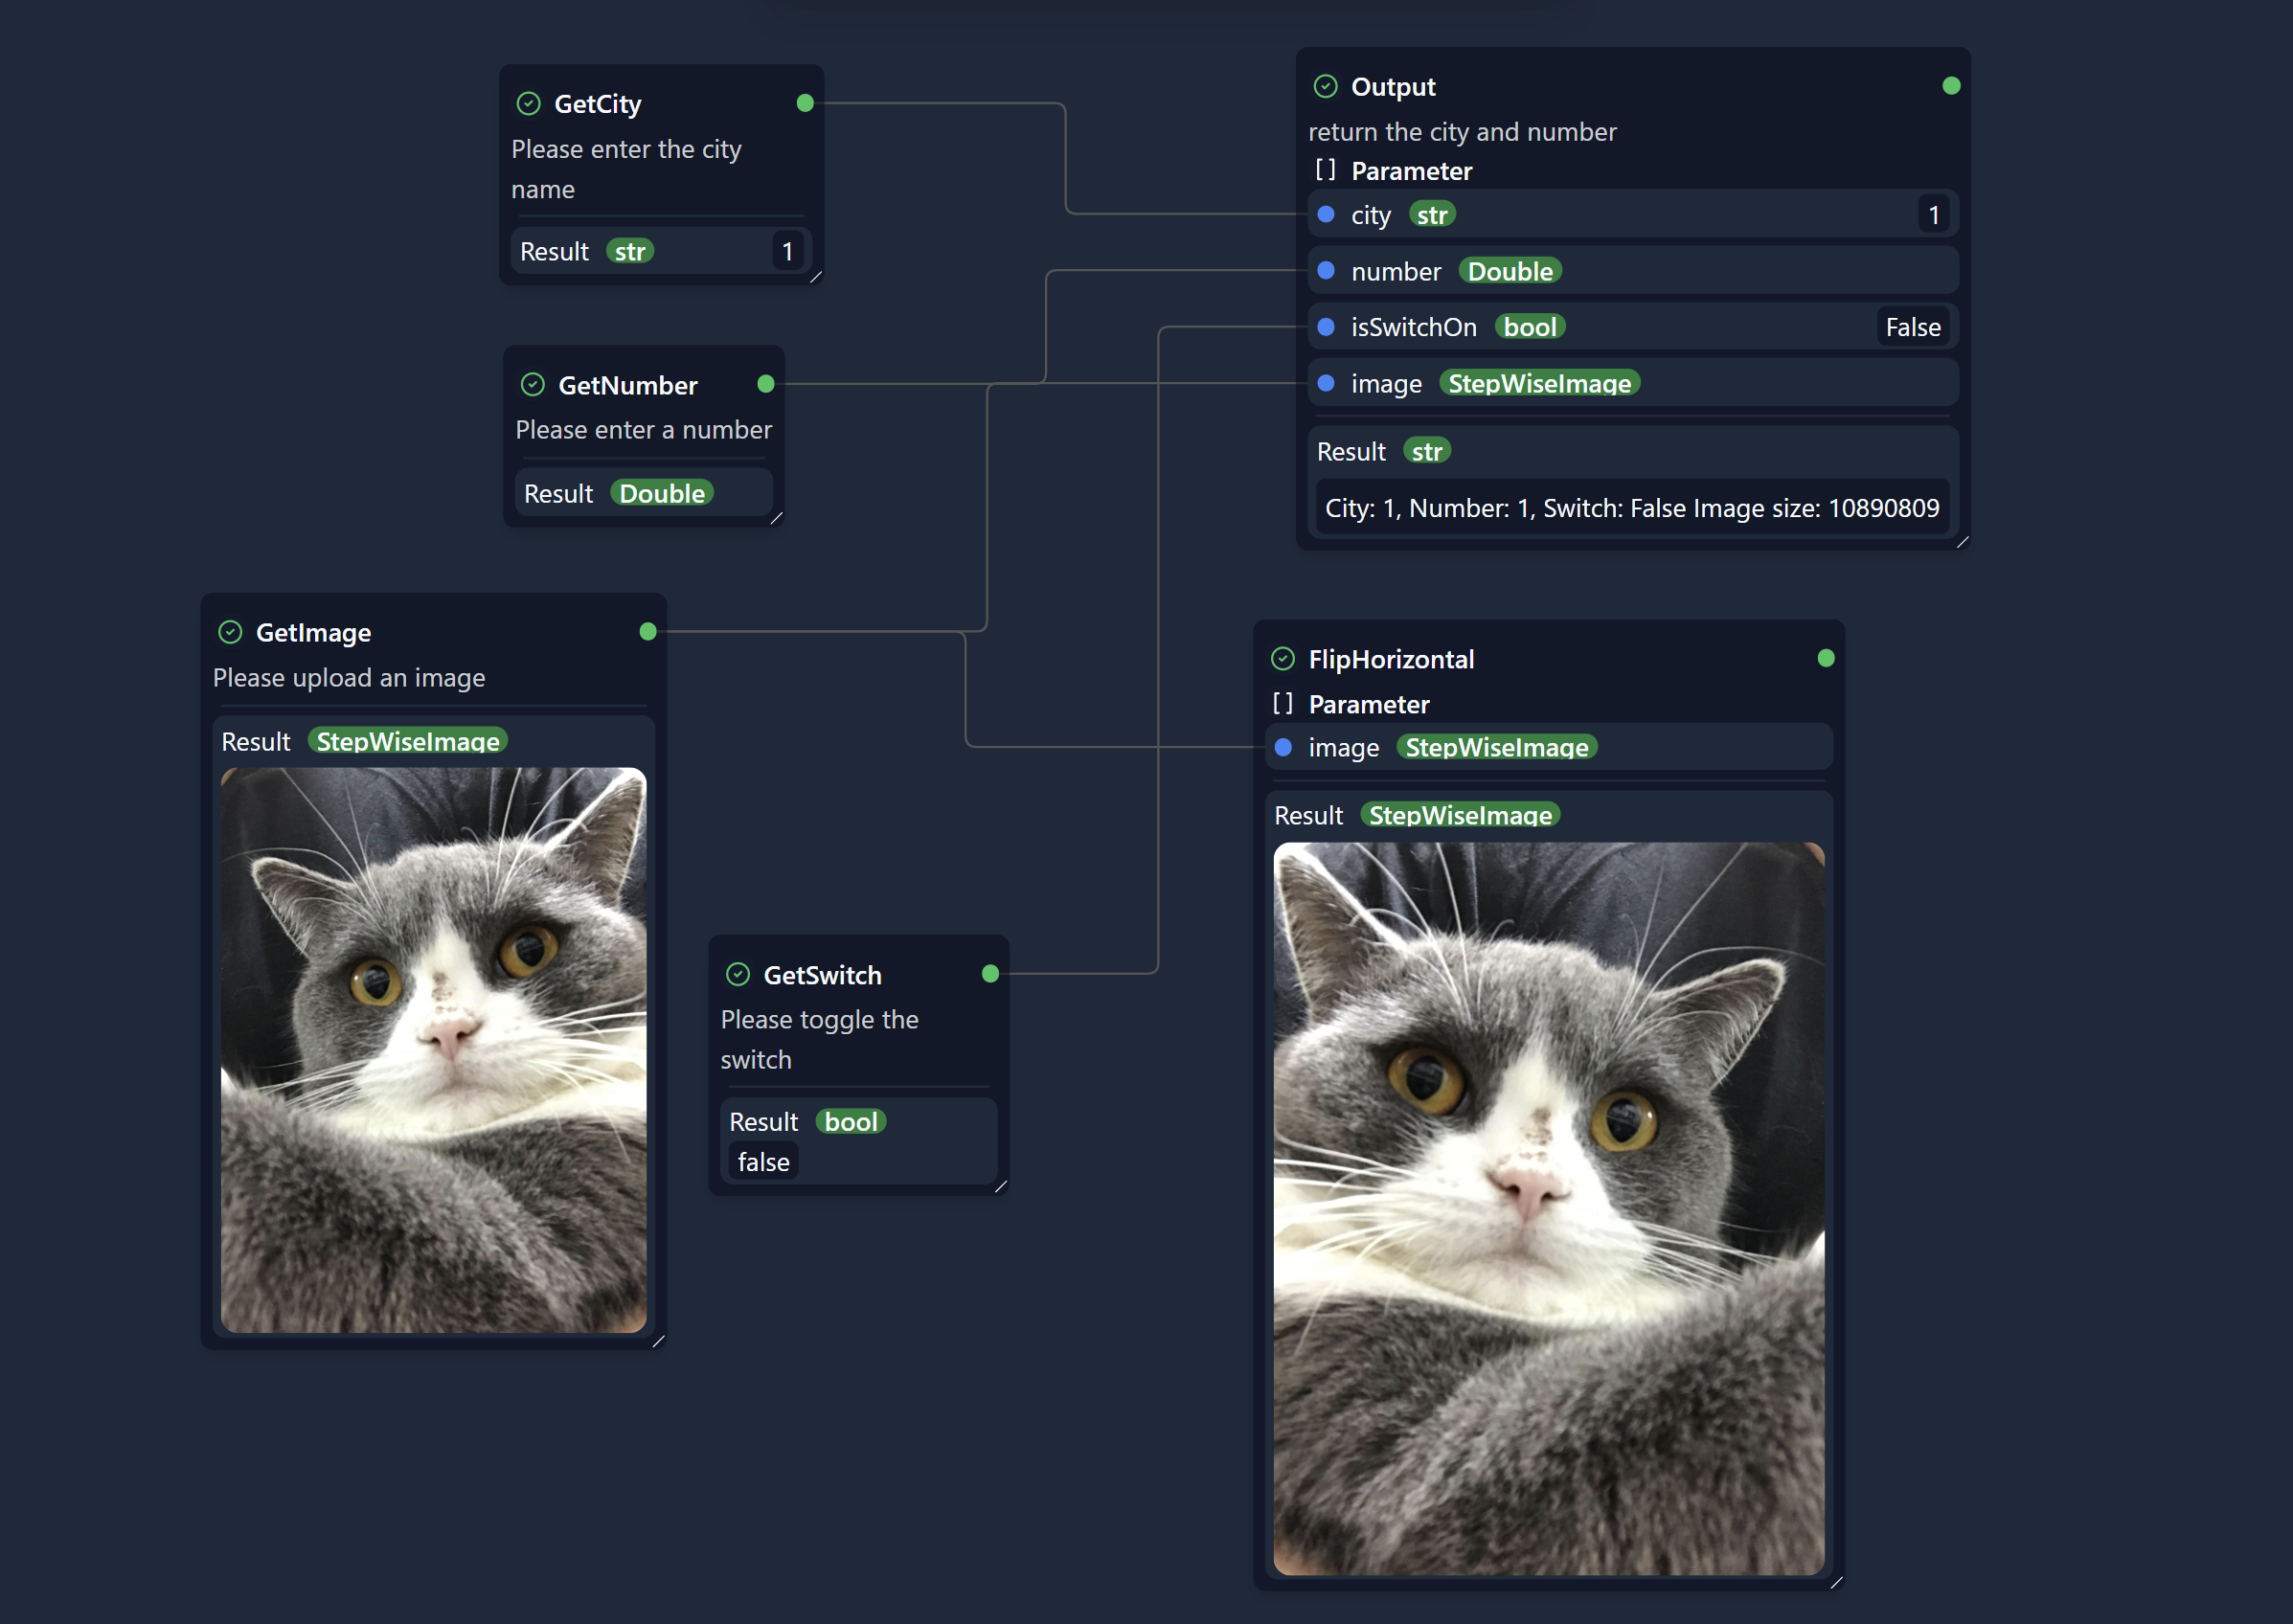 GetCity
Please enter the city
name
Result str 1
GetNumber
Please enter a number
Result Double
GetImage
Please upload an image
Result StepWiseImage
GetSwitch
Please toggle the
switch
Result bool
false
Output
return the city and number
[] Parameter
city str 1
number Double
isSwitchOn bool False
image StepWiseImage
Result str
City: 1, Number: 1, Switch: False Image size: 10890809
FlipHorizontal
[] Parameter
image StepWiseImage
Result StepWiseImage